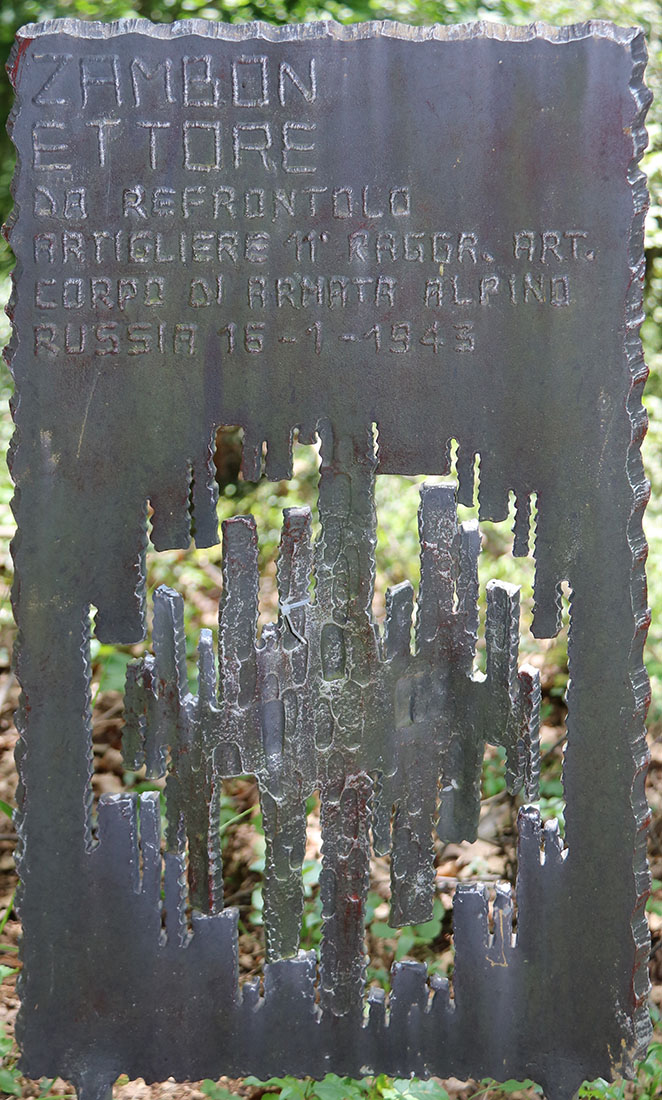 ZAMBON
ETTORE
DA REFRONTOLO
ARTIGLIERE 11° RAGGR. ART.
CORPO DI ARMATA ALPINO
RUSSIA 16-1-1943